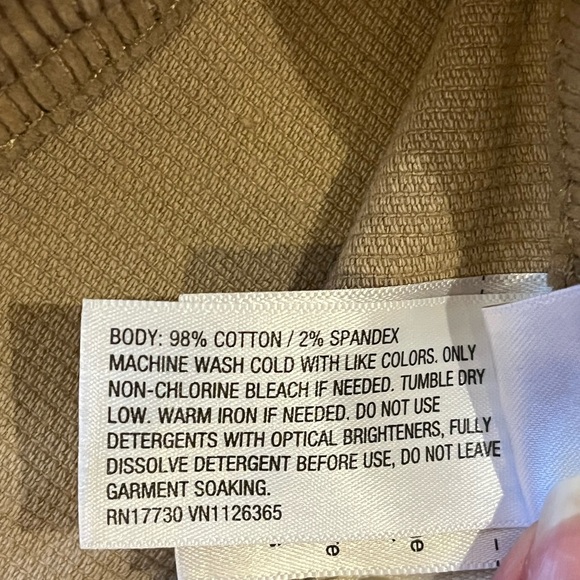 BODY: 98% COTTON / 2% SPANDEX
MACHINE WASH COLD WITH LIKE COLORS. ONLY
NON-CHLORINE BLEACH IF NEEDED. TUMBLE DRY
LOW. WARM IRON IF NEEDED. DO NOT USE
DETERGENTS WITH OPTICAL BRIGHTENERS, FULLY
DISSOLVE DETERGENT BEFORE USE, DO NOT LEAVE
GARMENT SOAKING.
RN17730 VN1126365